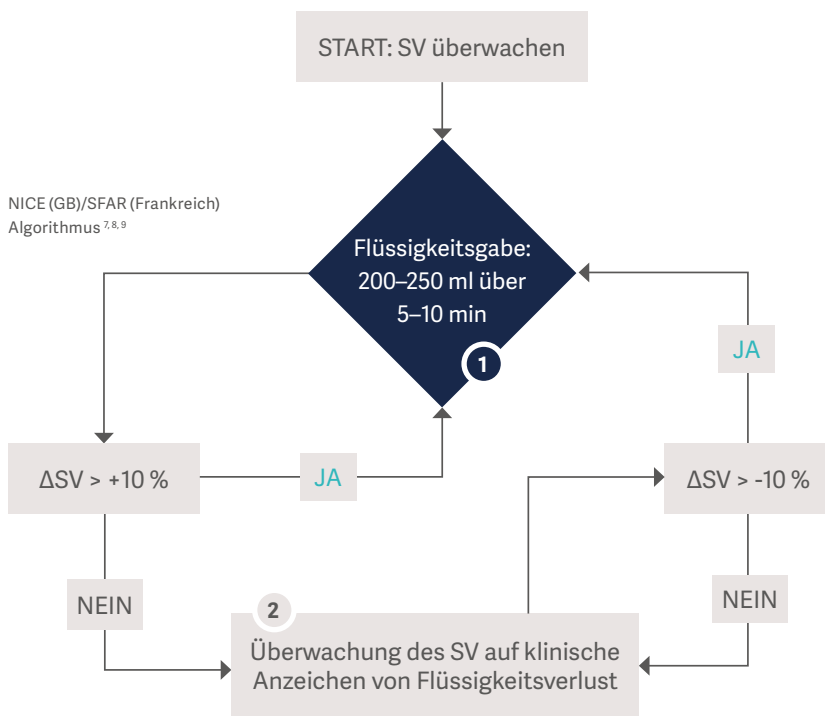 START: SV überwachen
NICE (GB)/SFAR (Frankreich)
Algorithmus 7, 8, 9
Flüssigkeitsgabe:
200–250 ml über
5–10 min
1
JA
ΔSV > +10 %
JA
ΔSV > -10 %
NEIN
NEIN
2
Überwachung des SV auf klinische
Anzeichen von Flüssigkeitsverlust